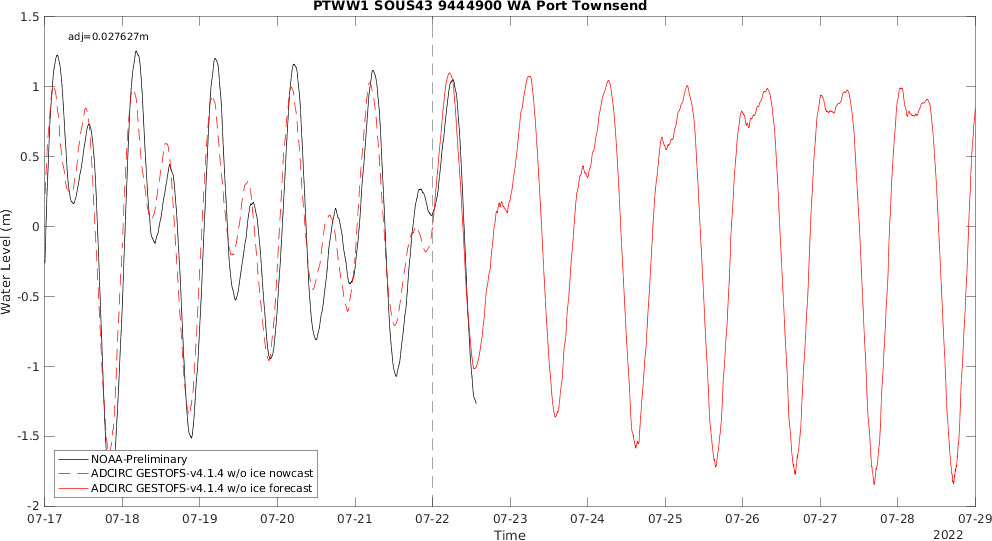 PTWW1 SOUS43 9444900 WA Port Townsend
adj=0.027627m
Water Level (m)
1.5
1
0.5
0
-0.5
-1
-1.5
-2
NOAA-Preliminary
ADCIRC GESTOFS-v4.1.4 w/o ice nowcast
ADCIRC GESTOFS-v4.1.4 w/o ice forecast
07-17 07-18 07-19 07-20 07-21 07-22 07-23 07-24 07-25 07-26 07-27 07-28 07-29
Time
2022